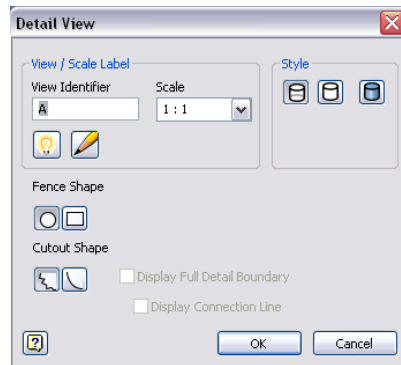 Detail View
View / Scale Label
Style
View Identifier
Scale
A
1 : 1
Fence Shape
Cutout Shape
Display Full Detail Boundary
Display Connection Line
OK
Cancel